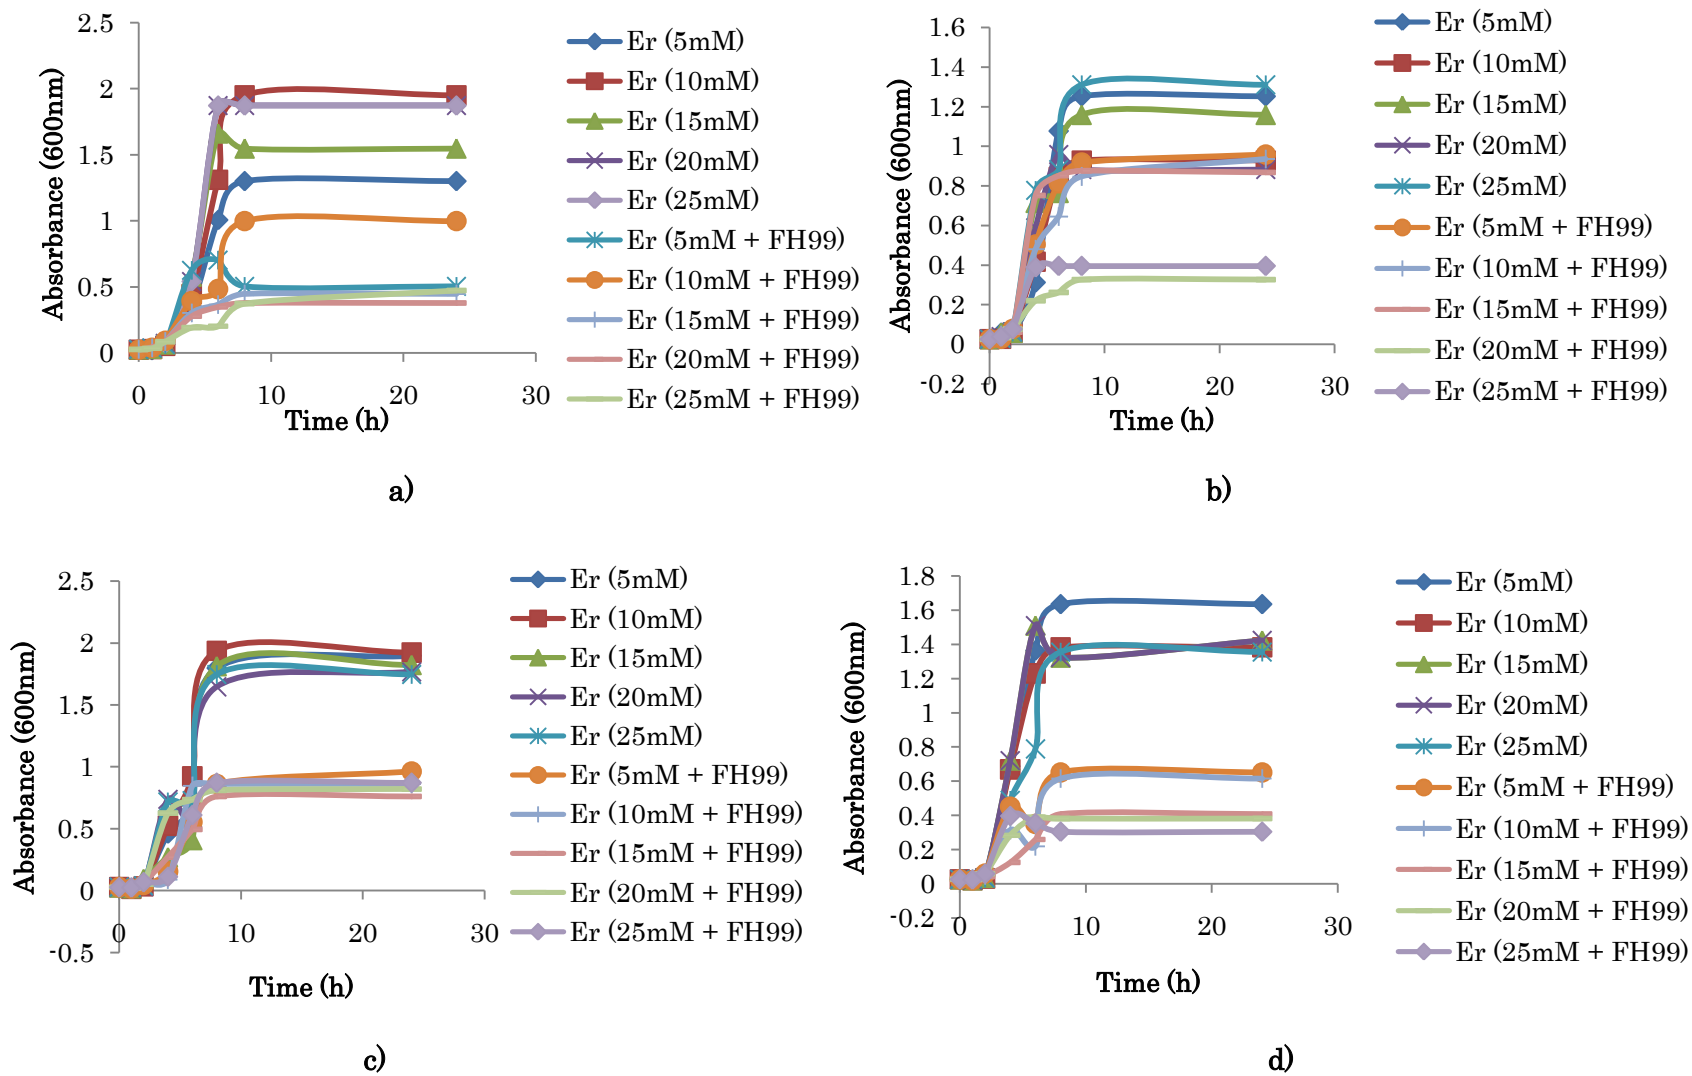 2.5
2
1.5
1
0.5
0
0 10 20 30
Absorbance (600nm)
Time (h)
Er (5mM)
Er (10mM)
Er (15mM)
Er (20mM)
Er (25mM)
Er (5mM + FH99)
Er (10mM + FH99)
Er (15mM + FH99)
Er (20mM + FH99)
Er (25mM + FH99)
a)
1.6
1.4
1.2
1
0.8
0.6
0.4
0.2
0
-0.2
0 10 20 30
Absorbance (600nm)
Time (h)
Er (5mM)
Er (10mM)
Er (15mM)
Er (20mM)
Er (25mM)
Er (5mM + FH99)
Er (10mM + FH99)
Er (15mM + FH99)
Er (20mM + FH99)
Er (25mM + FH99)
b)
2.5
2
1.5
1
0.5
0
-0.5
0 10 20 30
Absorbance (600nm)
Time (h)
Er (5mM)
Er (10mM)
Er (15mM)
Er (20mM)
Er (25mM)
Er (5mM + FH99)
Er (10mM + FH99)
Er (15mM + FH99)
Er (20mM + FH99)
Er (25mM + FH99)
c)
1.8
1.6
1.4
1.2
1
0.8
0.6
0.4
0.2
0
-0.2
0 10 20 30
Absorbance (600nm)
Time (h)
Er (5mM)
Er (10mM)
Er (15mM)
Er (20mM)
Er (25mM)
Er (5mM + FH99)
Er (10mM + FH99)
Er (15mM + FH99)
Er (20mM + FH99)
Er (25mM + FH99)
d)